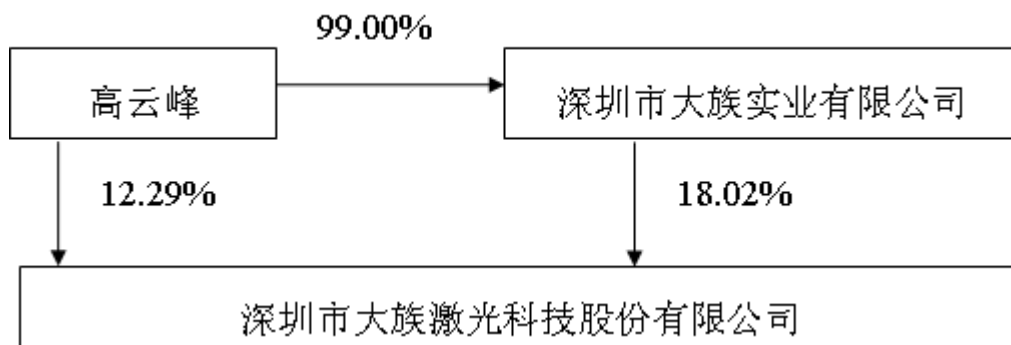 99.00%
高云峰
深圳市大族实业有限公司
12.29%
18.02%
深圳市大族激光科技股份有限公司